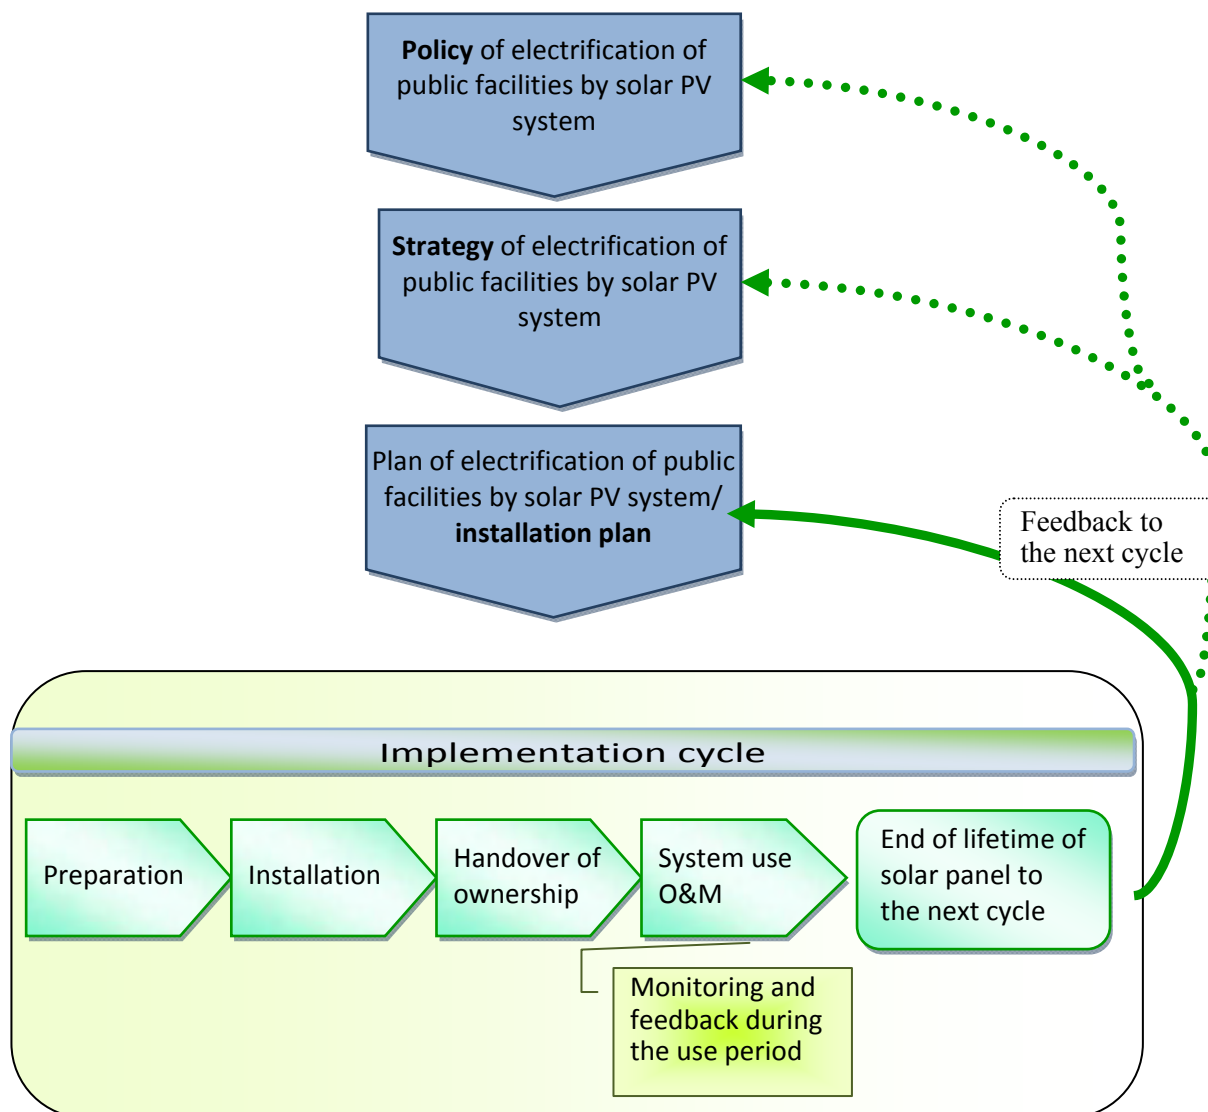 Policy of electrification of
public facilities by solar PV
system
Strategy of electrification of
public facilities by solar PV
system
Plan of electrification of public
facilities by solar PV system/
installation plan
Feedback to
the next cycle
Implementation cycle
Preparation
Installation
Handover of
ownership
System use
O&M
End of lifetime of
solar panel to
the next cycle
Monitoring and
feedback during
the use period